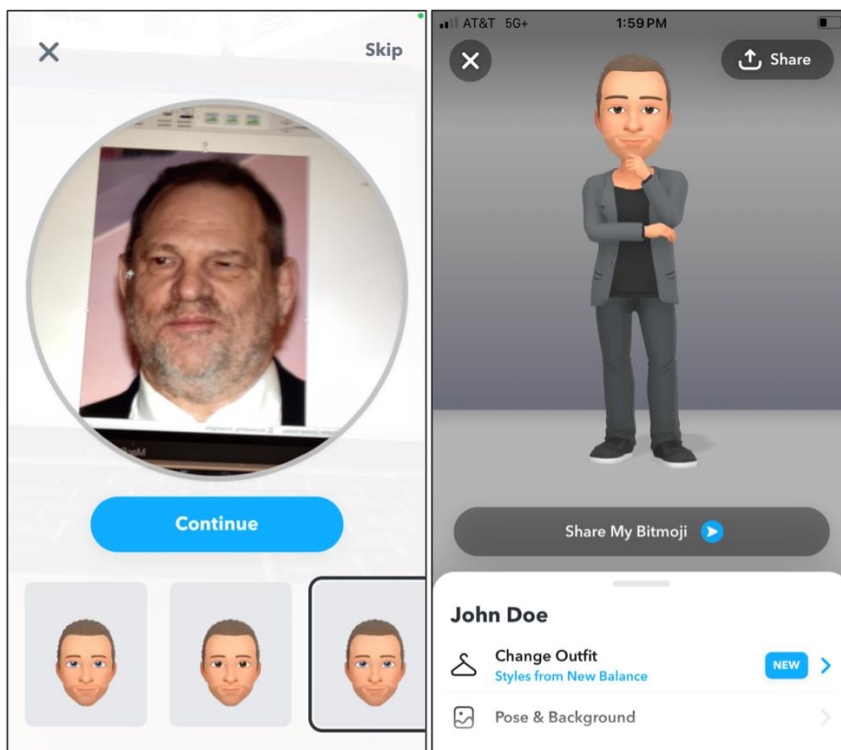 Skip
Continue
AT&T 5G+ 1:59 PM
Share
Share My Bitmoji
John Doe
Change Outfit
NEW
Styles from New Balance
Pose & Background